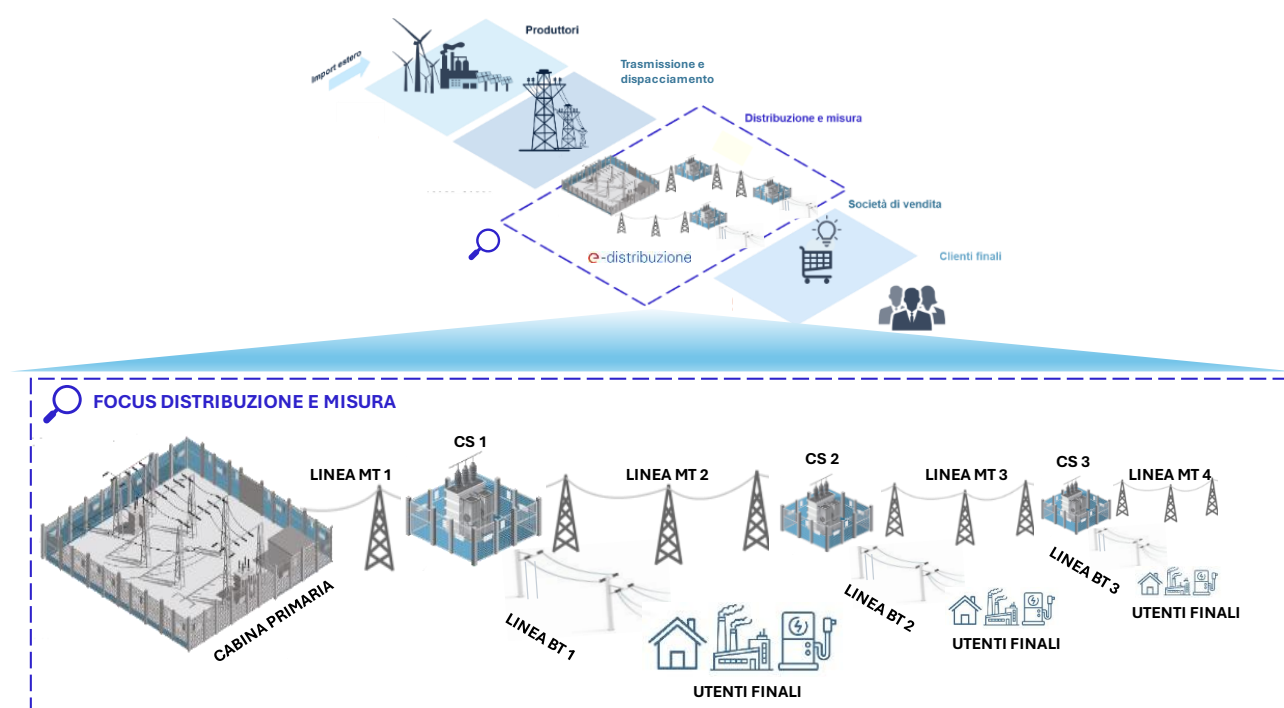 Produttori
Import estero
Trasmissione e
dispacciamento
Distribuzione e misura
Società di vendita
e-distribuzione
Clienti finali
FOCUS DISTRIBUZIONE E MISURA
CS 1
LINEA MT 1
LINEA MT 2
CS 2
LINEA MT 3
CS 3
LINEA MT 4
CABINA PRIMARIA
LINEA BT 1
LINEA BT 2
LINEA BT 3
UTENTI FINALI
UTENTI FINALI
UTENTI FINALI